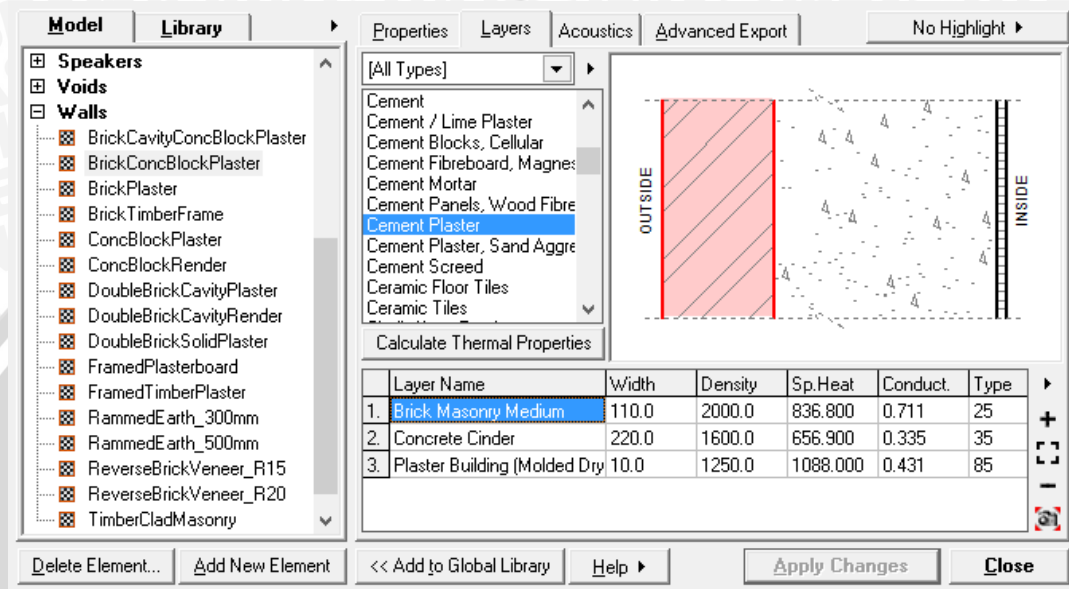 Model Library
Speakers
Voids
Walls
BrickCavityConcBlockPlaster
BrickConcBlockPlaster
BrickPlaster
BrickTimberFrame
ConcBlockPlaster
ConcBlockRender
DoubleBrickCavityPlaster
DoubleBrickCavityRender
DoubleBrickSolidPlaster
FramedPlasterboard
FramedTimberPlaster
RammedEarth_300mm
RammedEarth_500mm
ReverseBrickVeneer_R15
ReverseBrickVeneer_R20
TimberCladMasonry
Delete Element... Add New Element
Properties Layers Acoustics Advanced Export No Highlight
[All Types]
Cement
Cement / Lime Plaster
Cement Blocks, Cellular
Cement Fibreboard, Magnes
Cement Mortar
Cement Panels, Wood Fibre
Cement Plaster
Cement Plaster, Sand Aggre
Cement Screed
Ceramic Floor Tiles
Ceramic Tiles
Calculate Thermal Properties
OUTSIDE
INSIDE
Layer Name Width Density Sp.Heat Conduct. Type
1. Brick Masonry Medium 110.0 2000.0 836.800 0.711 25
2. Concrete Cinder 220.0 1600.0 656.900 0.335 35
3. Plaster Building (Molded Dry 10.0 1250.0 1088.000 0.431 85
<< Add to Global Library Help Apply Changes Close